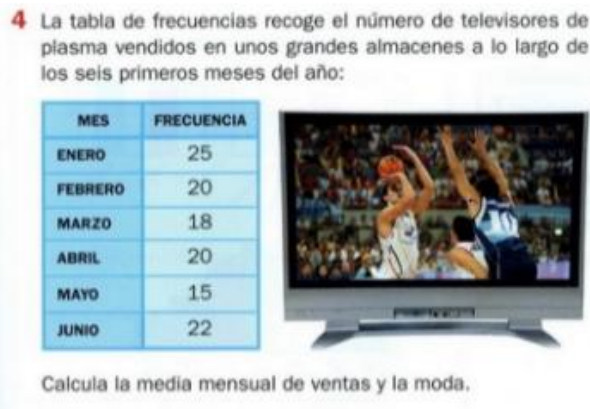 4 La tabla de frecuencias recoge el número de televisores de
plasma vendidos en unos grandes almacenes a lo largo de
los seis primeros meses del año:
MES FRECUENCIA
ENERO 25
FEBRERO 20
MARZO 18
ABRIL 20
MAYO 15
JUNIO 22
Calcula la media mensual de ventas y la moda.